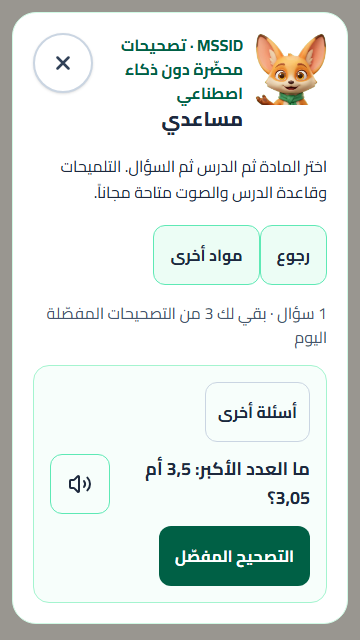 MSSID · تصحيحات
محضّرة دون ذكاء
اصطناعي
مساعدي
اختر المادة ثم الدرس ثم السؤال. التلميحات
وقاعدة الدرس والصوت متاحة مجاناً.
رجوع
مواد أخرى
1 سؤال · بقي لك 3 من التصحيحات المفصّلة
اليوم
أسئلة أخرى
ما العدد الأكبر: 3,5 أم
3,05؟
التصحيح المفصّل